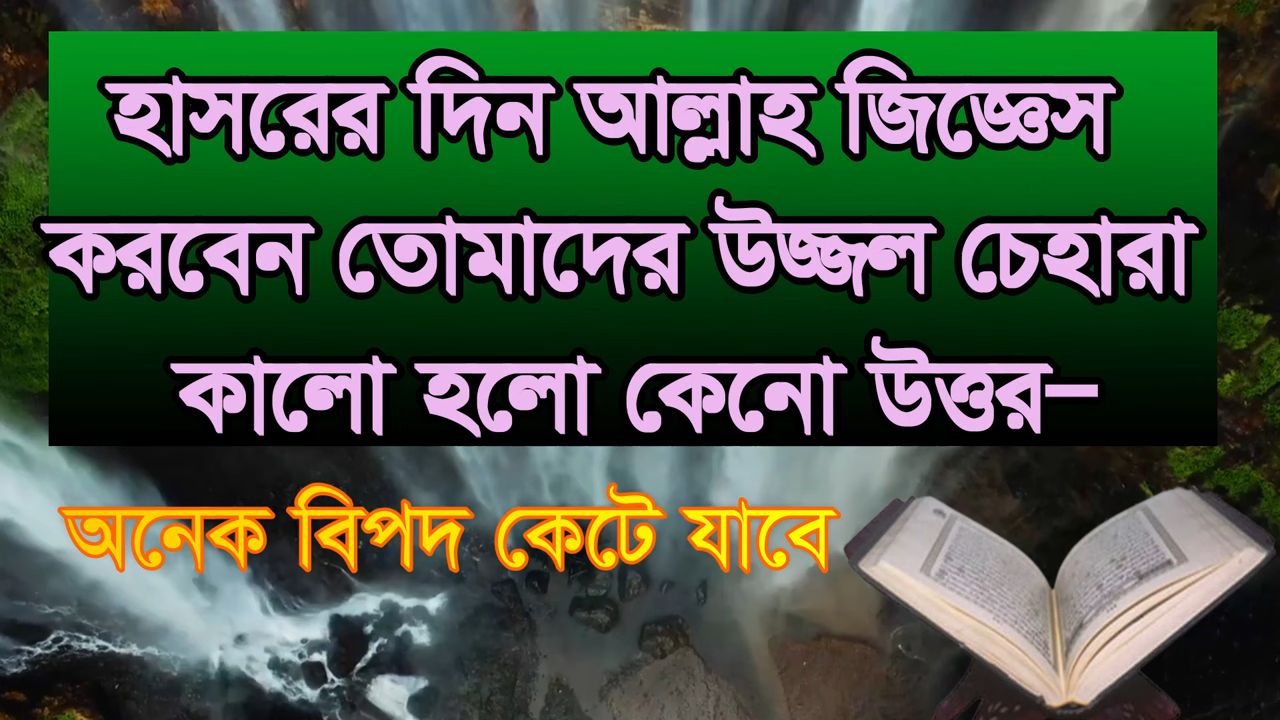 হাসরের দিন আল্লাহ জিজ্ঞেস
করবেন তোমাদের উজ্জল চেহারা
কালো হলো কেনো উত্তর–
অনেক বিপদ কেটে যাবে